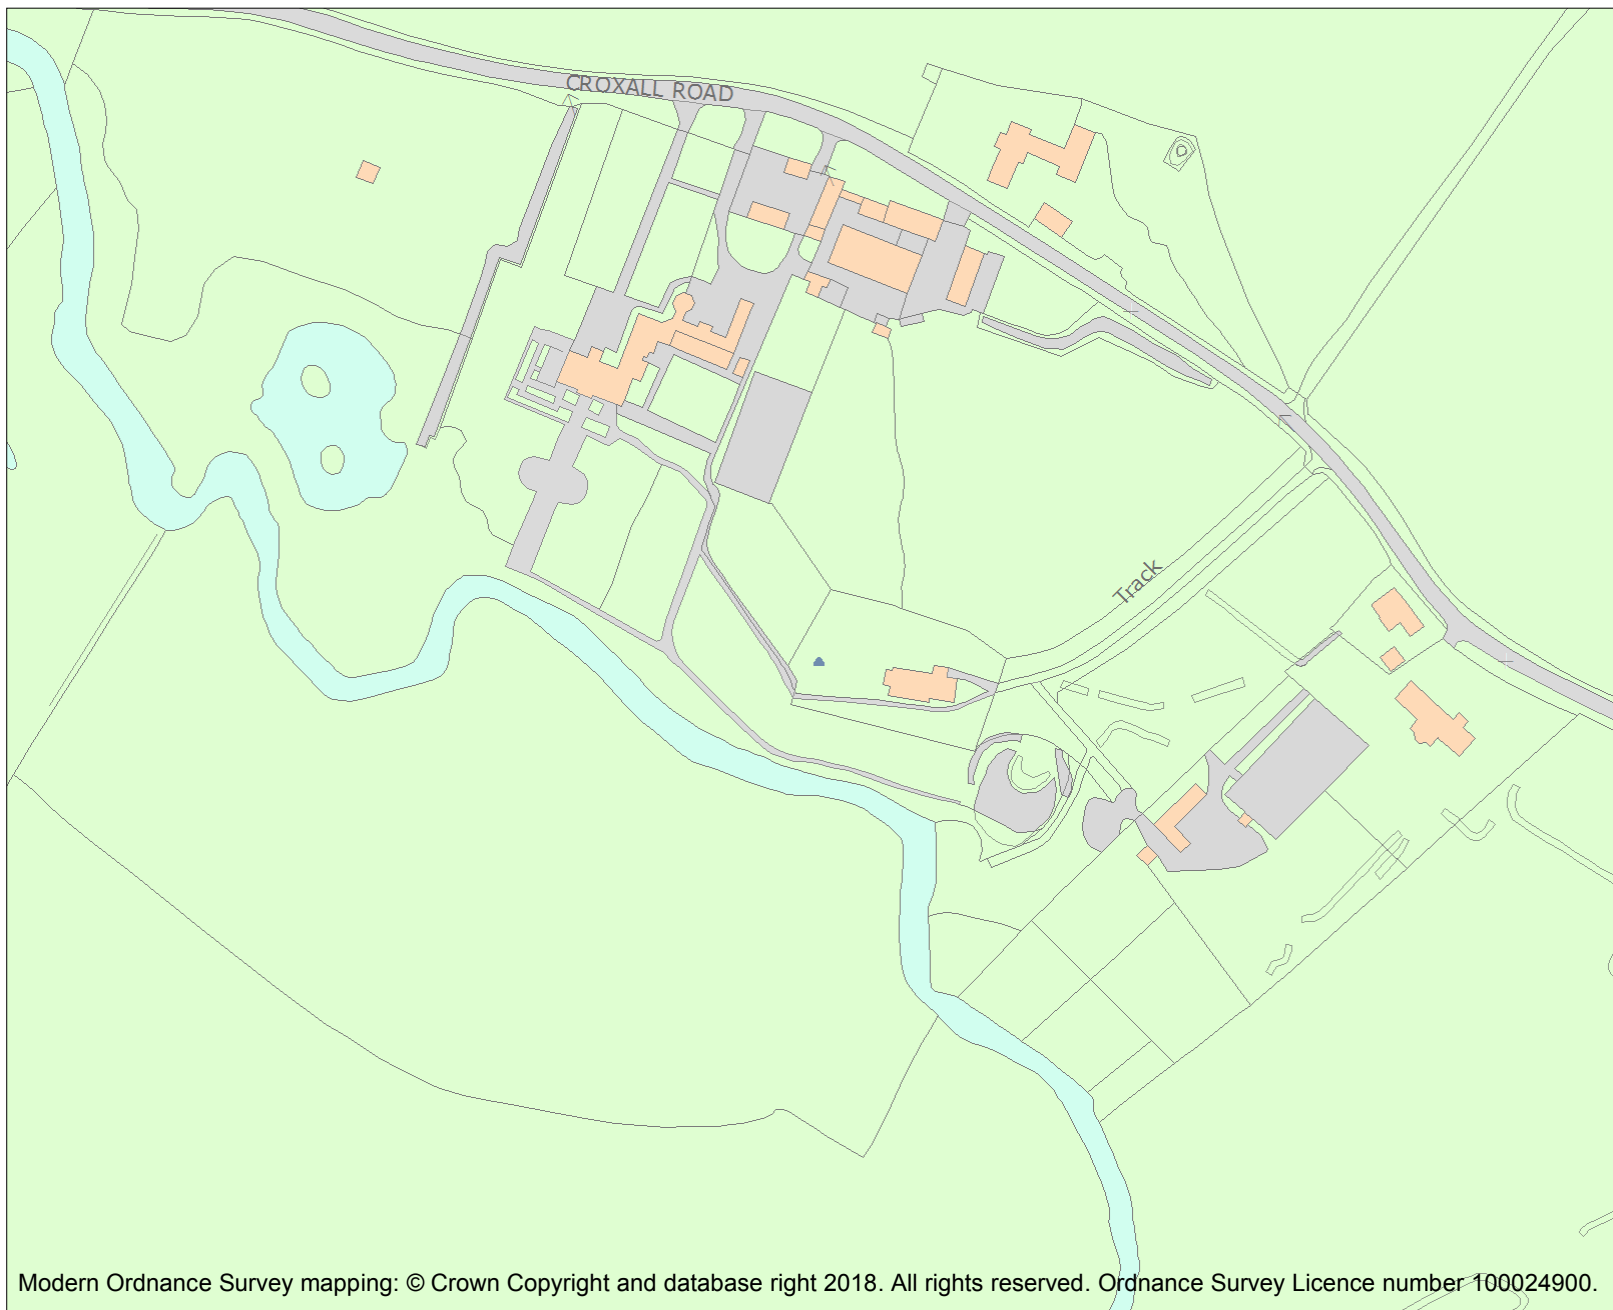 CROXALL ROAD
Track
Modern Ordnance Survey mapping: © Crown Copyright and database right 2018. All rights reserved. Ordnance Survey Licence number 100024900.